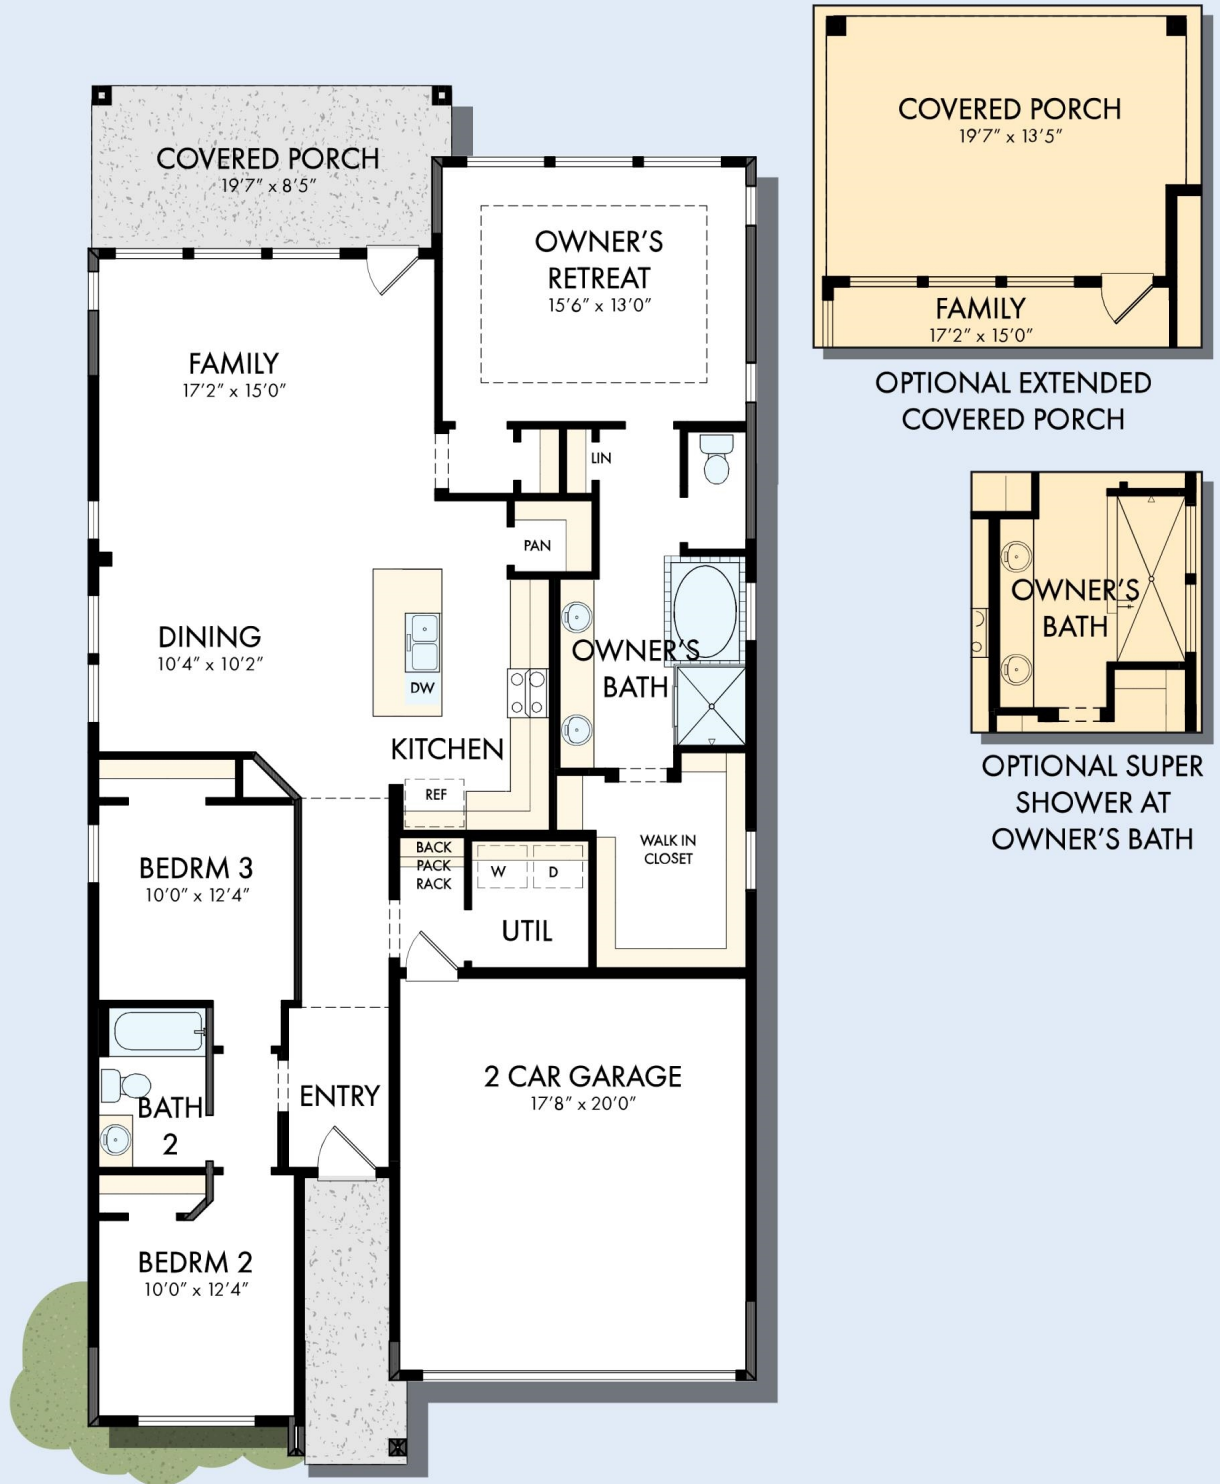 COVERED PORCH
19'7" x 8'5"
OWNER'S
RETREAT
15'6" x 13'0"
FAMILY
17'2" x 15'0"
LIN
PAN
DINING
10'4" x 10'2"
DW
OWNER'S
BATH
KITCHEN
REF
BACK
PACK
RACK
W
D
UTIL
WALK IN
CLOSET
BEDRM 3
10'0" x 12'4"
BATH
2
ENTRY
2 CAR GARAGE
17'8" x 20'0"
BEDRM 2
10'0" x 12'4"
COVERED PORCH
19'7" x 13'5"
FAMILY
17'2" x 15'0"
OPTIONAL EXTENDED
COVERED PORCH
OWNER'S
BATH
OPTIONAL SUPER
SHOWER AT
OWNER'S BATH